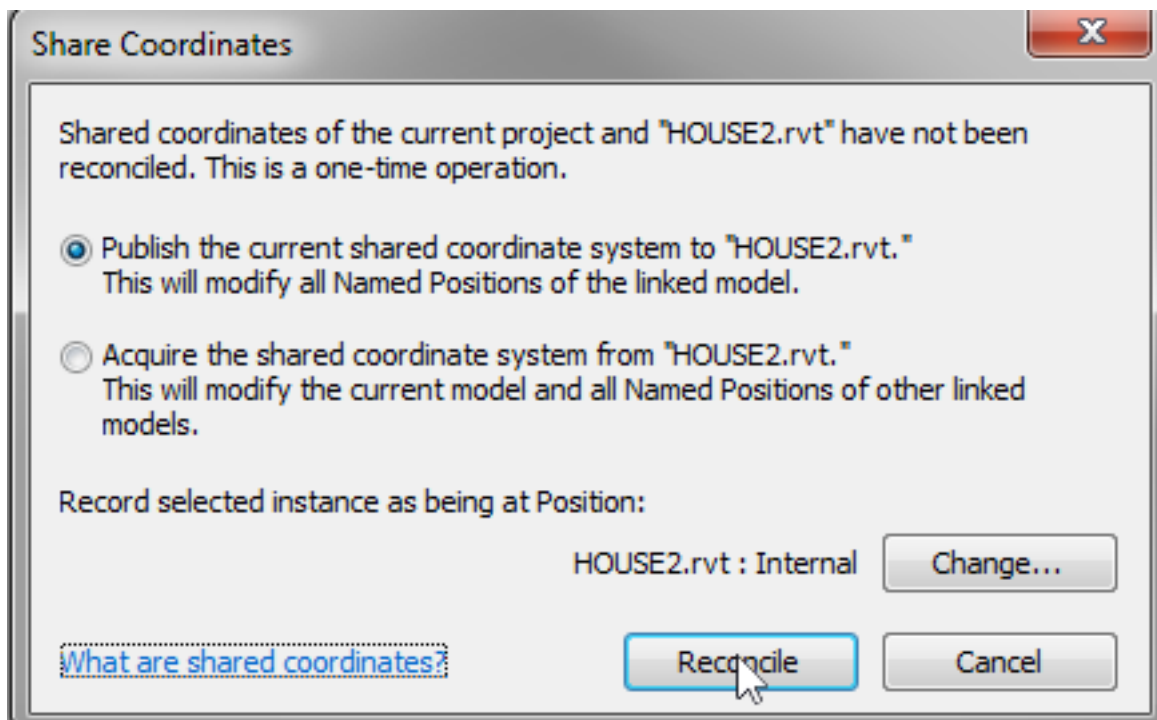 Share Coordinates
Shared coordinates of the current project and "HOUSE2.rvt" have not been
reconciled. This is a one-time operation.
Publish the current shared coordinate system to "HOUSE2.rvt."
This will modify all Named Positions of the linked model.
Acquire the shared coordinate system from "HOUSE2.rvt."
This will modify the current model and all Named Positions of other linked
models.
Record selected instance as being at Position:
HOUSE2.rvt : Internal
Change...
What are shared coordinates?
Reconcile
Cancel